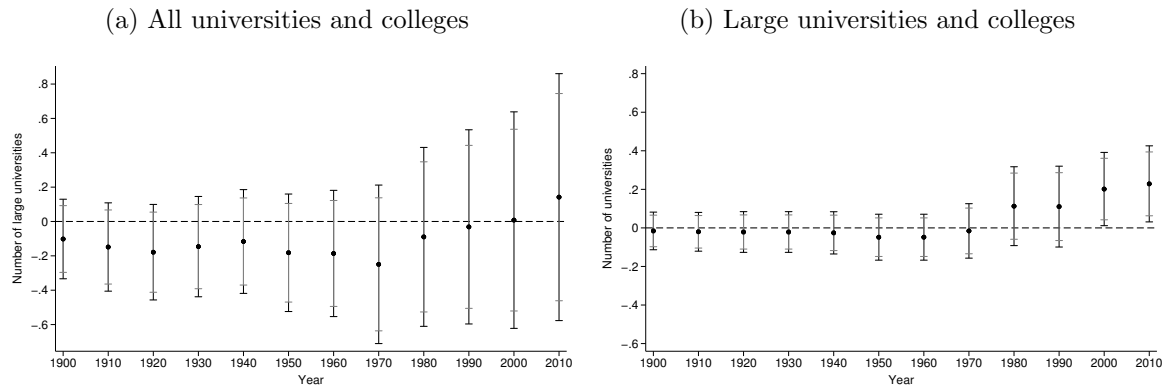 (a) All universities and colleges
Number of large universities
.8
.6
.4
.2
0
-.2
-.4
-.6
1900 1910 1920 1930 1940 1950 1960 1970 1980 1990 2000 2010
Year
(b) Large universities and colleges
Number of universities
.8
.6
.4
.2
0
-.2
-.4
-.6
1900 1910 1920 1930 1940 1950 1960 1970 1980 1990 2000 2010
Year